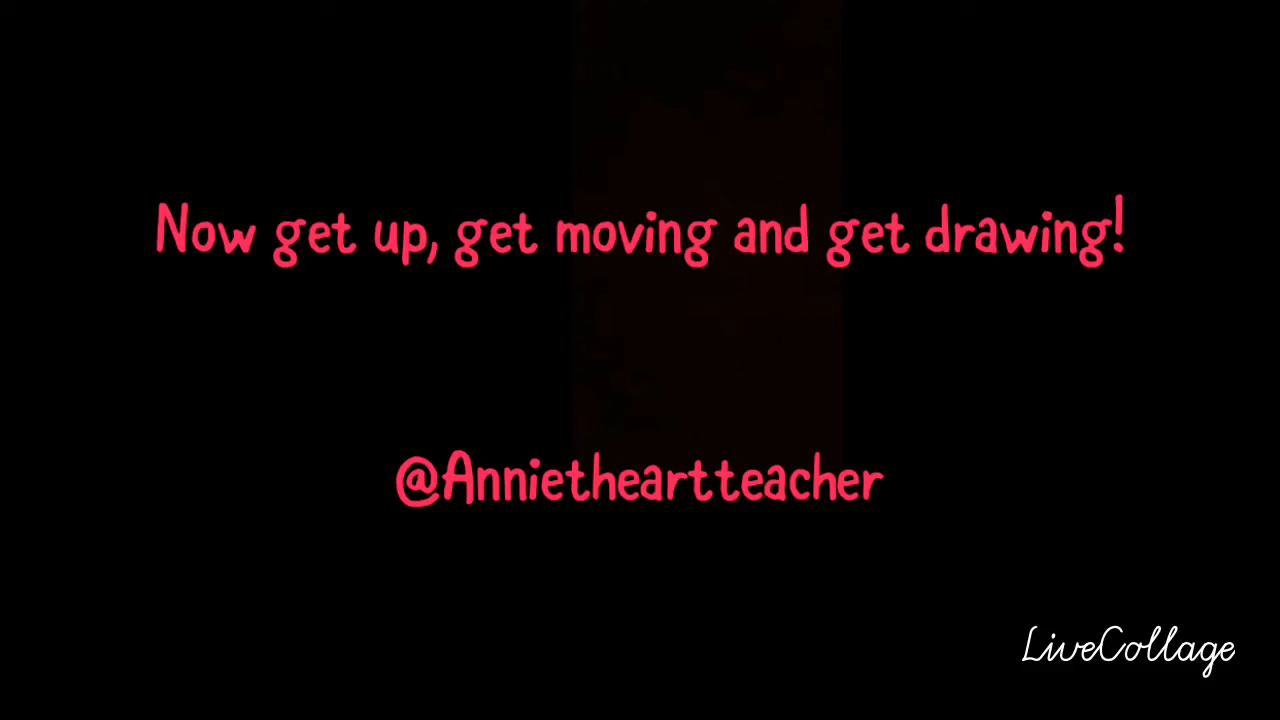 Now get up, get moving and get drawing!
@Annietheartteacher
LiveCollage